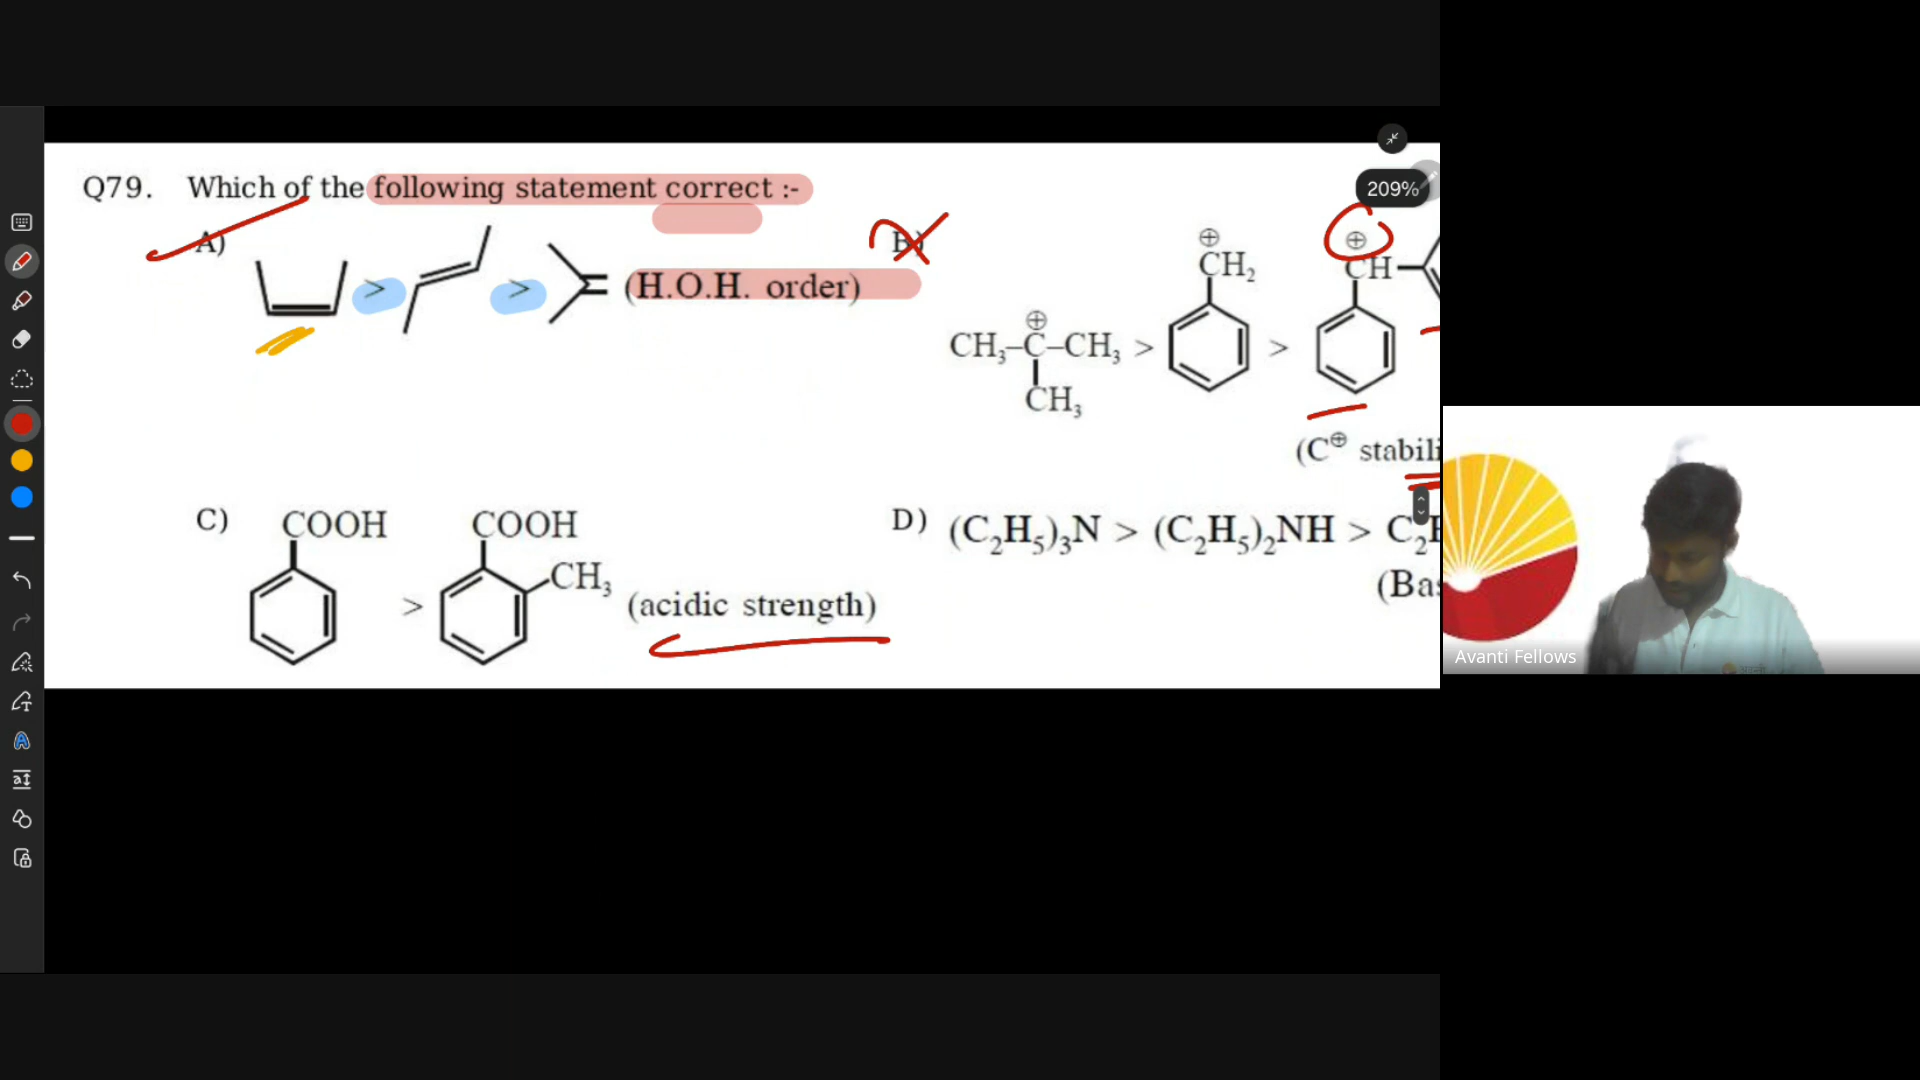 Q79. Which of the following statement correct :-
A) > > (H.O.H. order)
B) CH₃–C⊕–CH₃ > ⊕CH₂ > ⊕CH–
CH₃
(C⊕ stabili
C) COOH > COOH CH₃ (acidic strength)
D) (C₂H₅)₃N > (C₂H₅)₂NH > C₂
(Bas
209%
Avanti Fellows